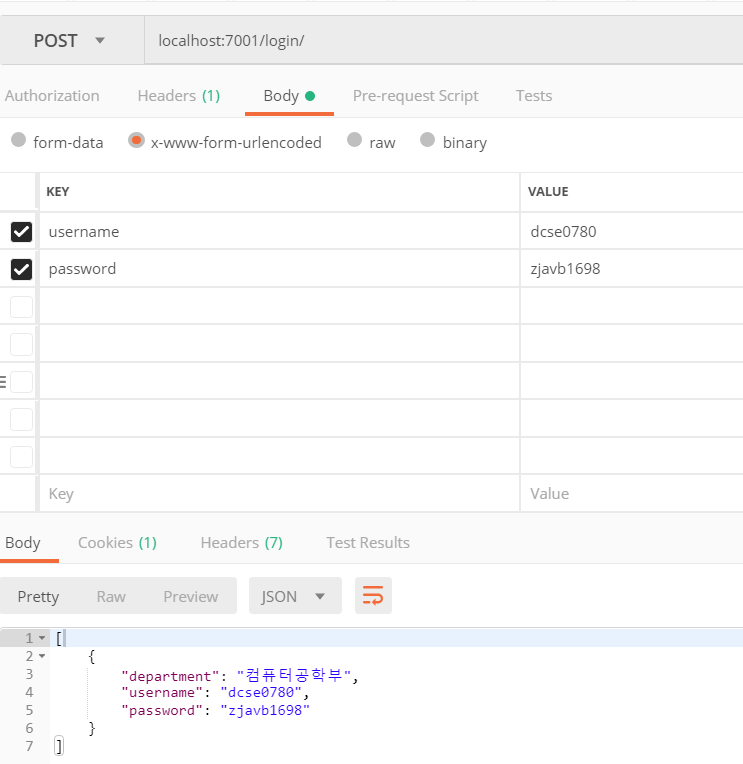 POST localhost:7001/login/
Authorization Headers (1) Body Pre-request Script Tests
form-data x-www-form-urlencoded raw binary
KEY VALUE
username dcse0780
password zjavb1698
Key Value
Body Cookies (1) Headers (7) Test Results
Pretty Raw Preview JSON
1 [
2 {
3 "department": "컴퓨터공학부",
4 "username": "dcse0780",
5 "password": "zjavb1698"
6 }
7 ]